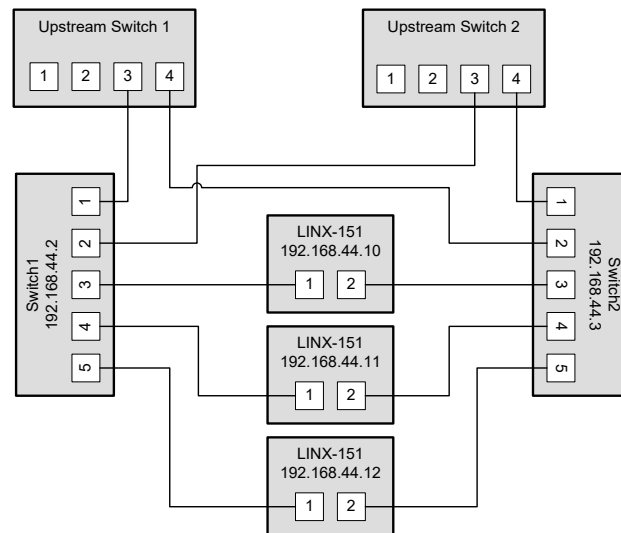 Upstream Switch 1
1 2 3 4
Upstream Switch 2
1 2 3 4
Switch1
192.168.44.2
1
2
3
4
5
LINX-151
192.168.44.10
1 2
LINX-151
192.168.44.11
1 2
LINX-151
192.168.44.12
1 2
Switch2
192.168.44.3
1
2
3
4
5